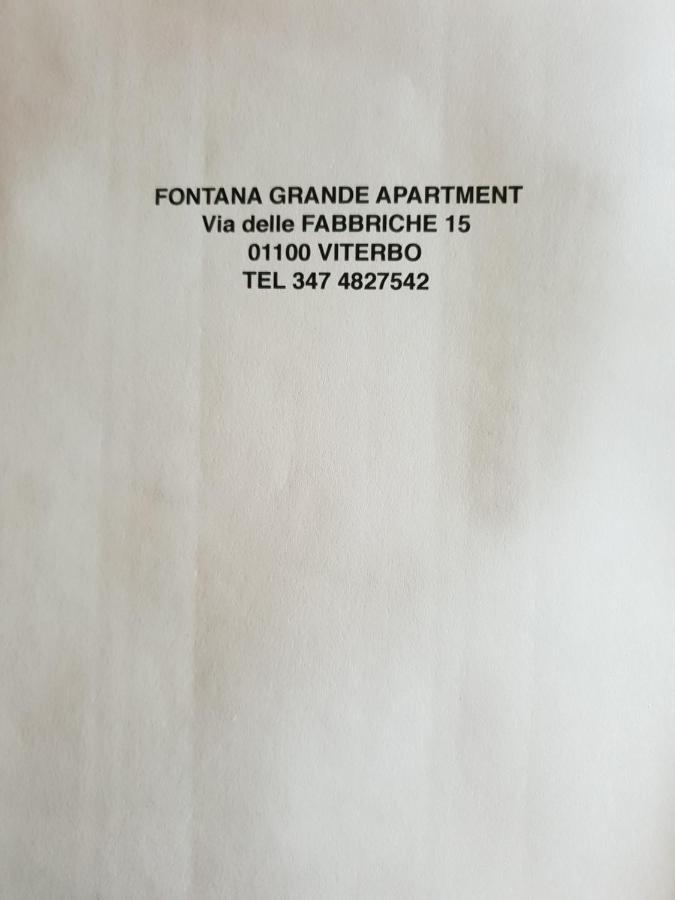 FONTANA GRANDE APARTMENT
Via delle FABBRICHE 15
01100 VITERBO
TEL 347 4827542